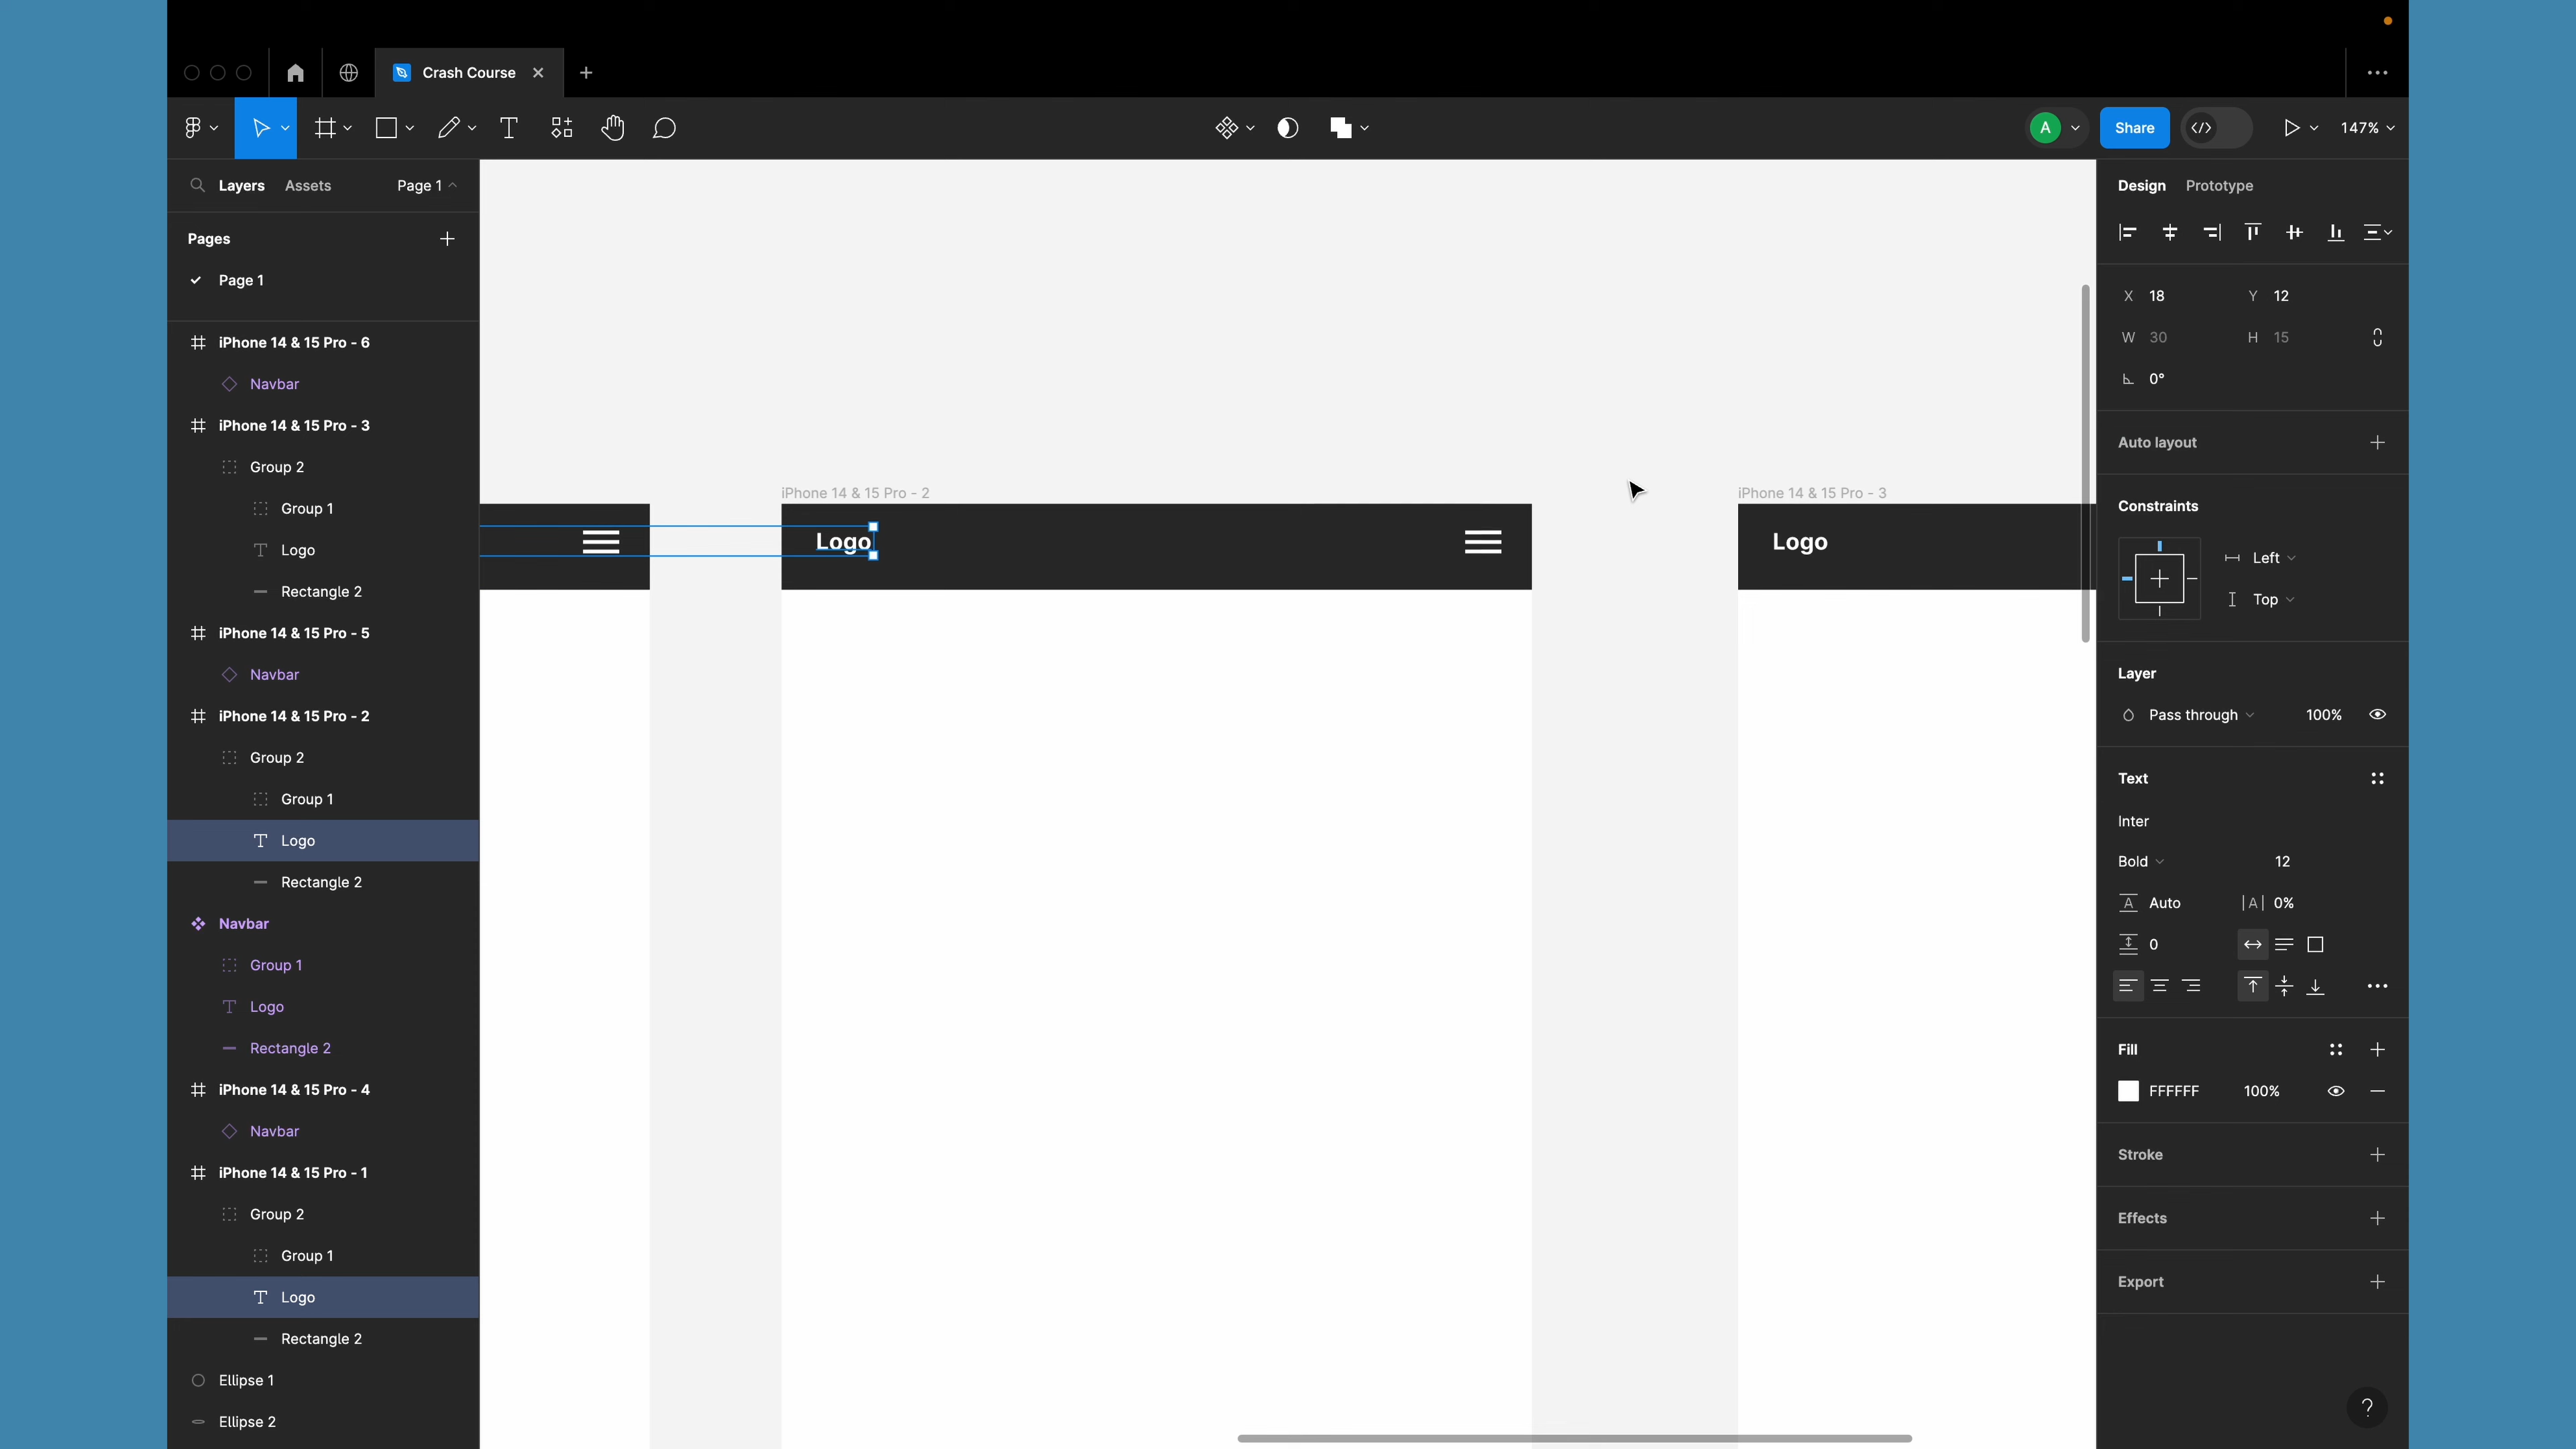 Crash Course
A
Share
147%
Layers
Assets
Page 1
Pages
Page 1
iPhone 14 & 15 Pro - 6
Navbar
iPhone 14 & 15 Pro - 3
Group 2
Group 1
Logo
Rectangle 2
iPhone 14 & 15 Pro - 5
Navbar
iPhone 14 & 15 Pro - 2
Group 2
Group 1
Logo
Rectangle 2
Navbar
Group 1
Logo
Rectangle 2
iPhone 14 & 15 Pro - 4
Navbar
iPhone 14 & 15 Pro - 1
Group 2
Group 1
Logo
Rectangle 2
Ellipse 1
Ellipse 2
iPhone 14 & 15 Pro - 2
iPhone 14 & 15 Pro - 3
Logo
Logo
Design
Prototype
X 18 Y 12
W 30 H 15
0°
Auto layout
Constraints
Left
Top
Layer
Pass through 100%
Text
Inter
Bold 12
Auto |A| 0%
0
Fill
FFFFFF 100%
Stroke
Effects
Export
?